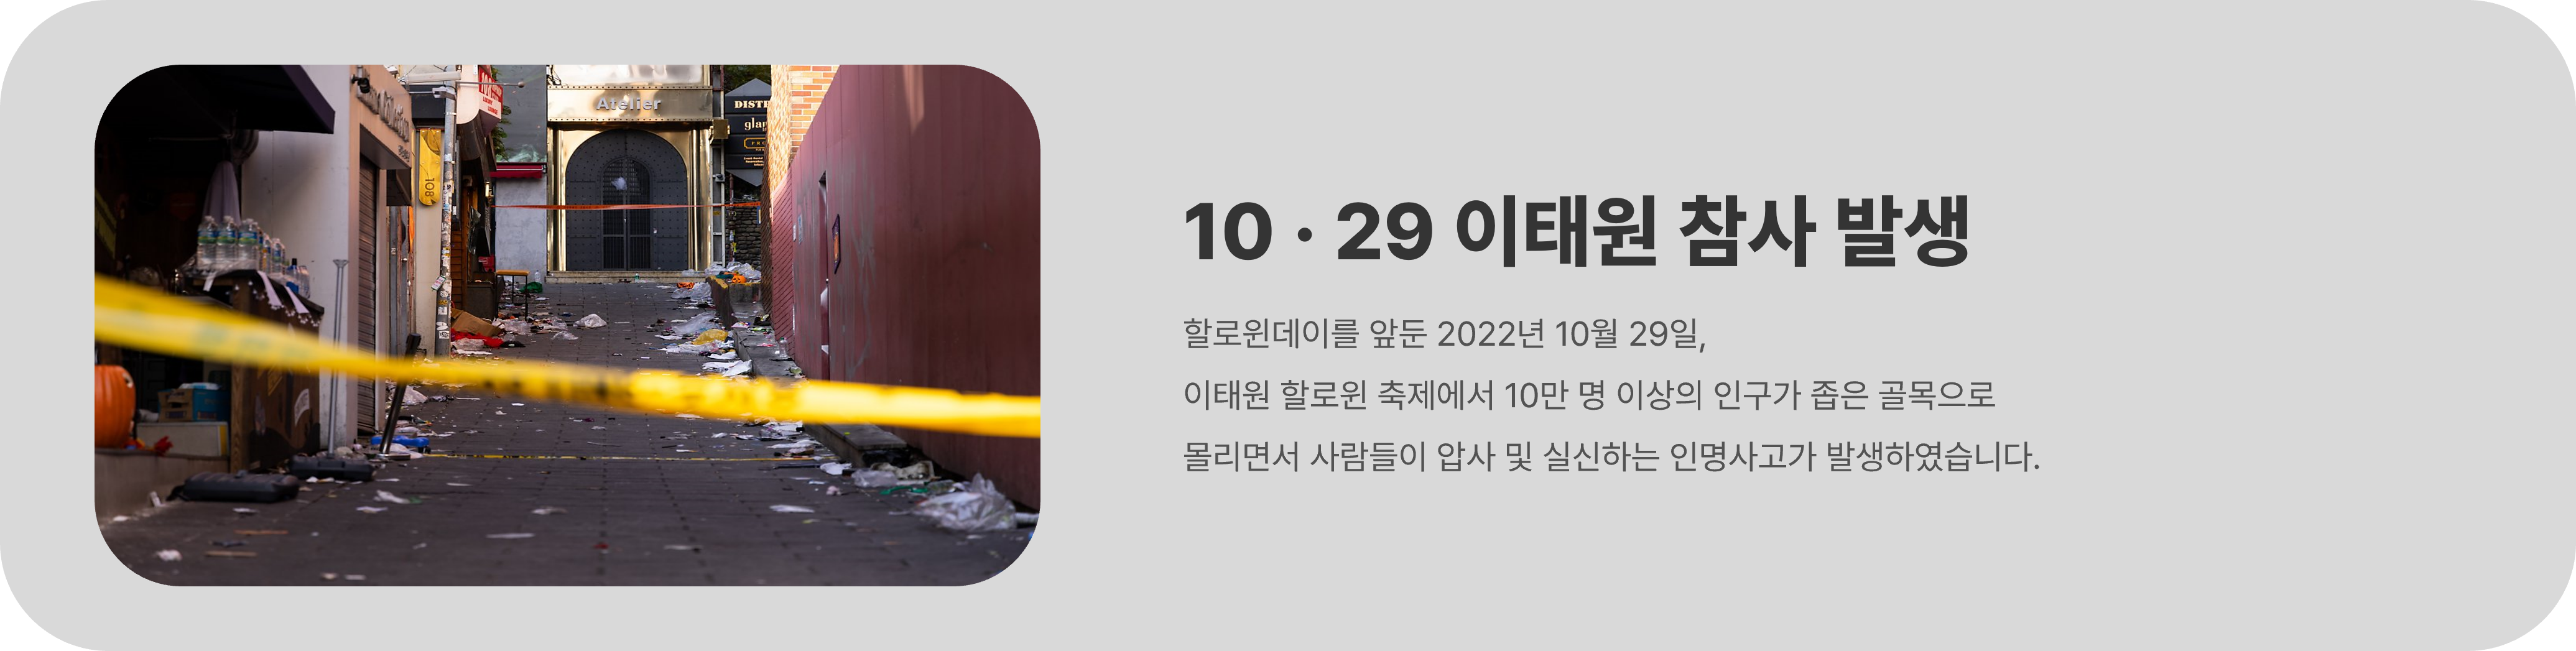 Atelier
DISTI
glam
108
10 · 29 이태원 참사 발생
할로윈데이를 앞둔 2022년 10월 29일,
이태원 할로윈 축제에서 10만 명 이상의 인구가 좁은 골목으로
몰리면서 사람들이 압사 및 실신하는 인명사고가 발생하였습니다.